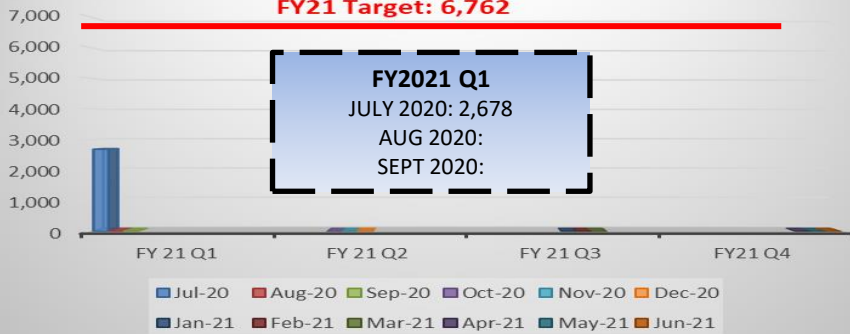 FY21 Target: 6,762
7,000
6,000
5,000
4,000
3,000
2,000
1,000
0
FY2021 Q1
JULY 2020: 2,678
AUG 2020:
SEPT 2020:
FY 21 Q1 FY 21 Q2 FY 21 Q3 FY21 Q4
Jul-20 Aug-20 Sep-20 Oct-20 Nov-20 Dec-20
Jan-21 Feb-21 Mar-21 Apr-21 May-21 Jun-21